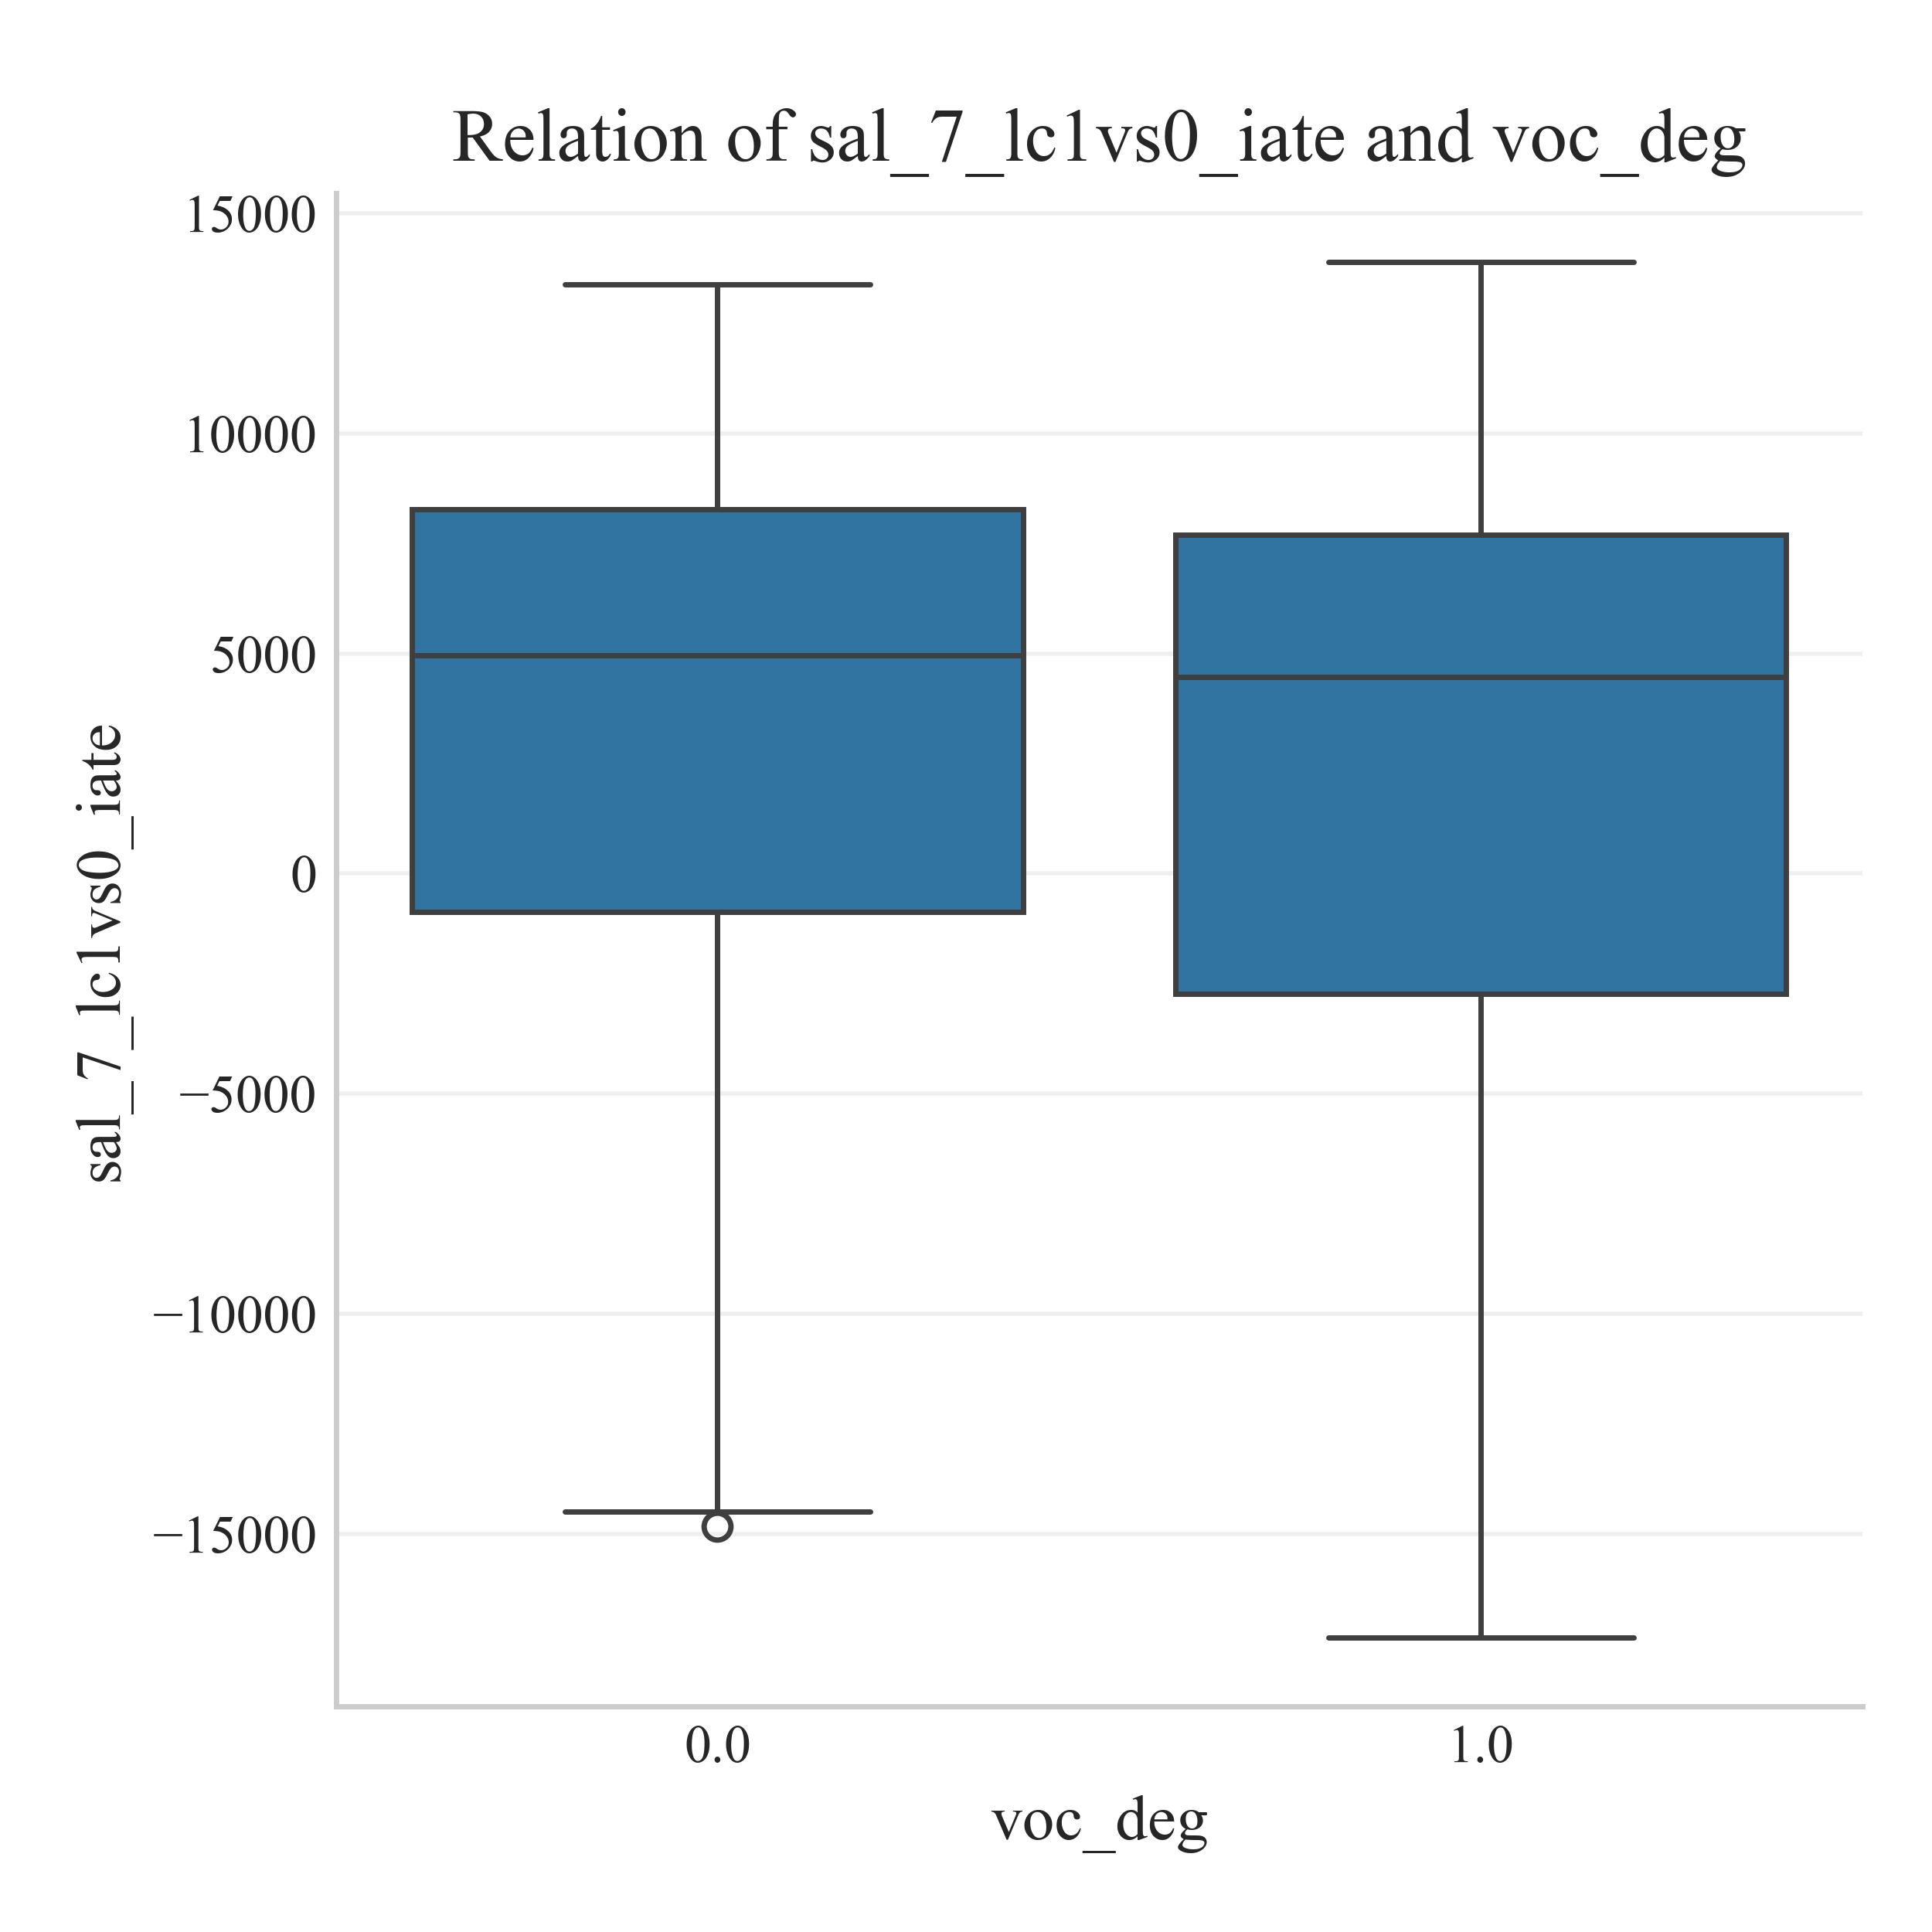 Relation of sal_7_lc1vs0_iate and voc_deg
15000
10000
5000
0
−5000
−10000
−15000
sal_7_lc1vs0_iate
0.0 1.0
voc_deg